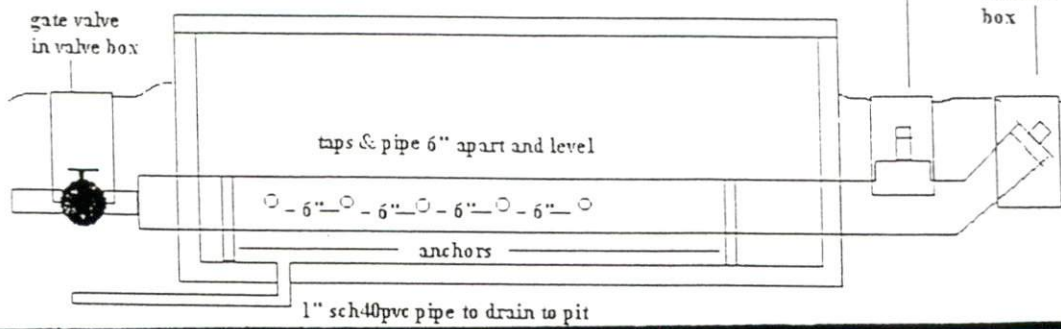 gate valve
in valve box
box
taps & pipe 6" apart and level
- 6"— - 6"— - 6"— - 6"—
anchors
1" sch40pvc pipe to drain to pit